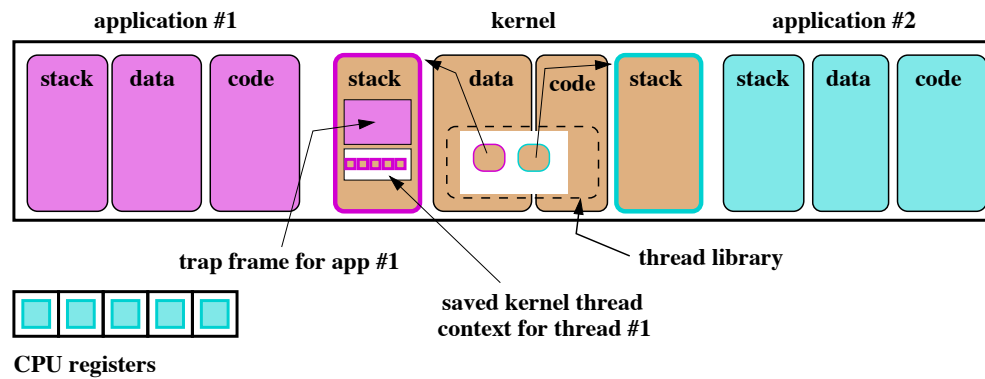 application #1
kernel
application #2
stack
data
code
stack
data
code
stack
stack
data
code
trap frame for app #1
thread library
saved kernel thread
context for thread #1
CPU registers